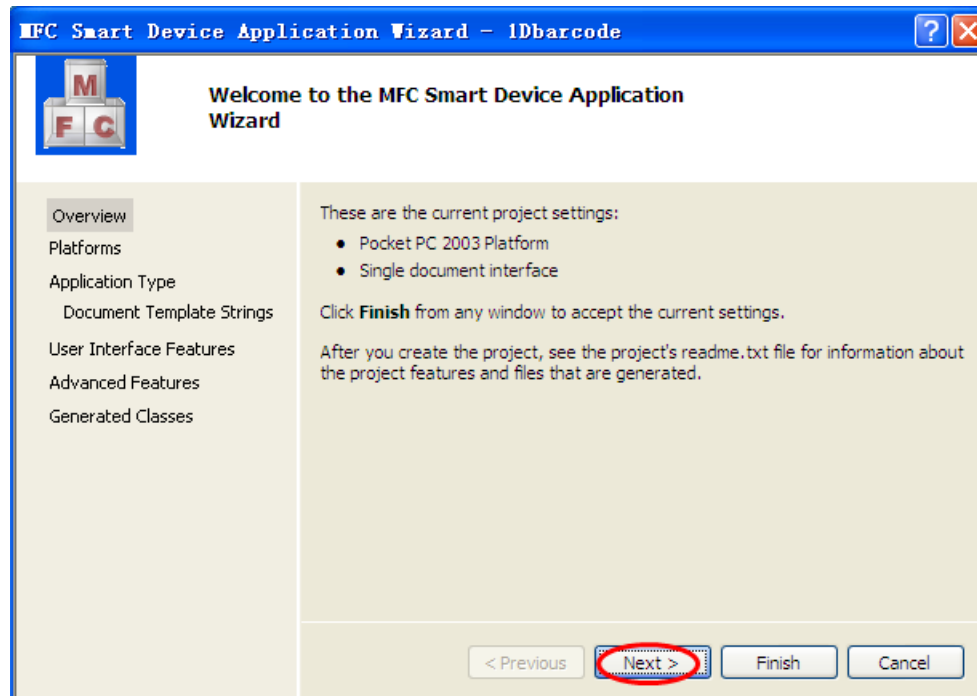 MFC Smart Device Application Wizard - 1Dbarcode
?
M
F C
Welcome to the MFC Smart Device Application
Wizard
Overview
Platforms
Application Type
Document Template Strings
User Interface Features
Advanced Features
Generated Classes
These are the current project settings:
• Pocket PC 2003 Platform
• Single document interface
Click Finish from any window to accept the current settings.
After you create the project, see the project's readme.txt file for information about
the project features and files that are generated.
< Previous Next > Finish Cancel